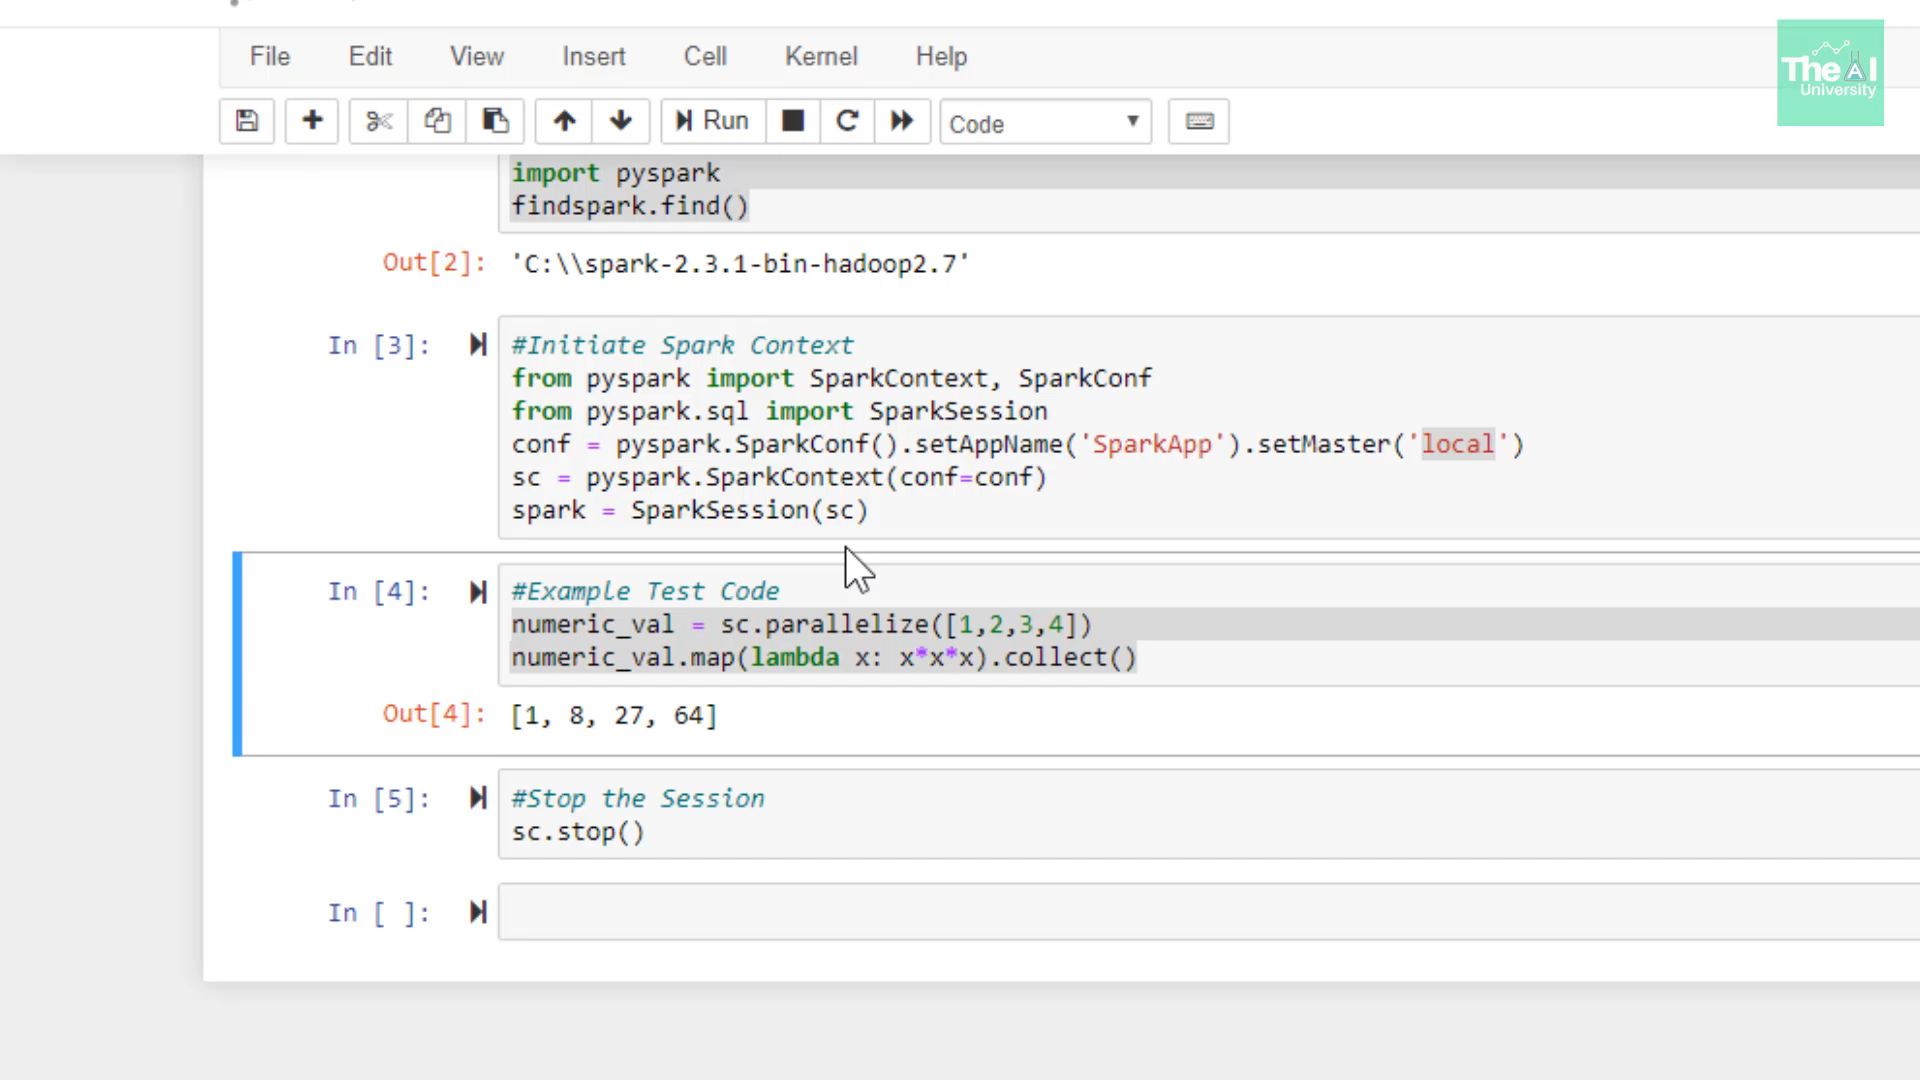 File Edit View Insert Cell Kernel Help
The AI
University
Run Code
import pyspark
findspark.find()
Out[2]: 'C:\\spark-2.3.1-bin-hadoop2.7'
In [3]: #Initiate Spark Context
from pyspark import SparkContext, SparkConf
from pyspark.sql import SparkSession
conf = pyspark.SparkConf().setAppName('SparkApp').setMaster('local')
sc = pyspark.SparkContext(conf=conf)
spark = SparkSession(sc)
In [4]: #Example Test Code
numeric_val = sc.parallelize([1,2,3,4])
numeric_val.map(lambda x: x*x*x).collect()
Out[4]: [1, 8, 27, 64]
In [5]: #Stop the Session
sc.stop()
In [ ]: